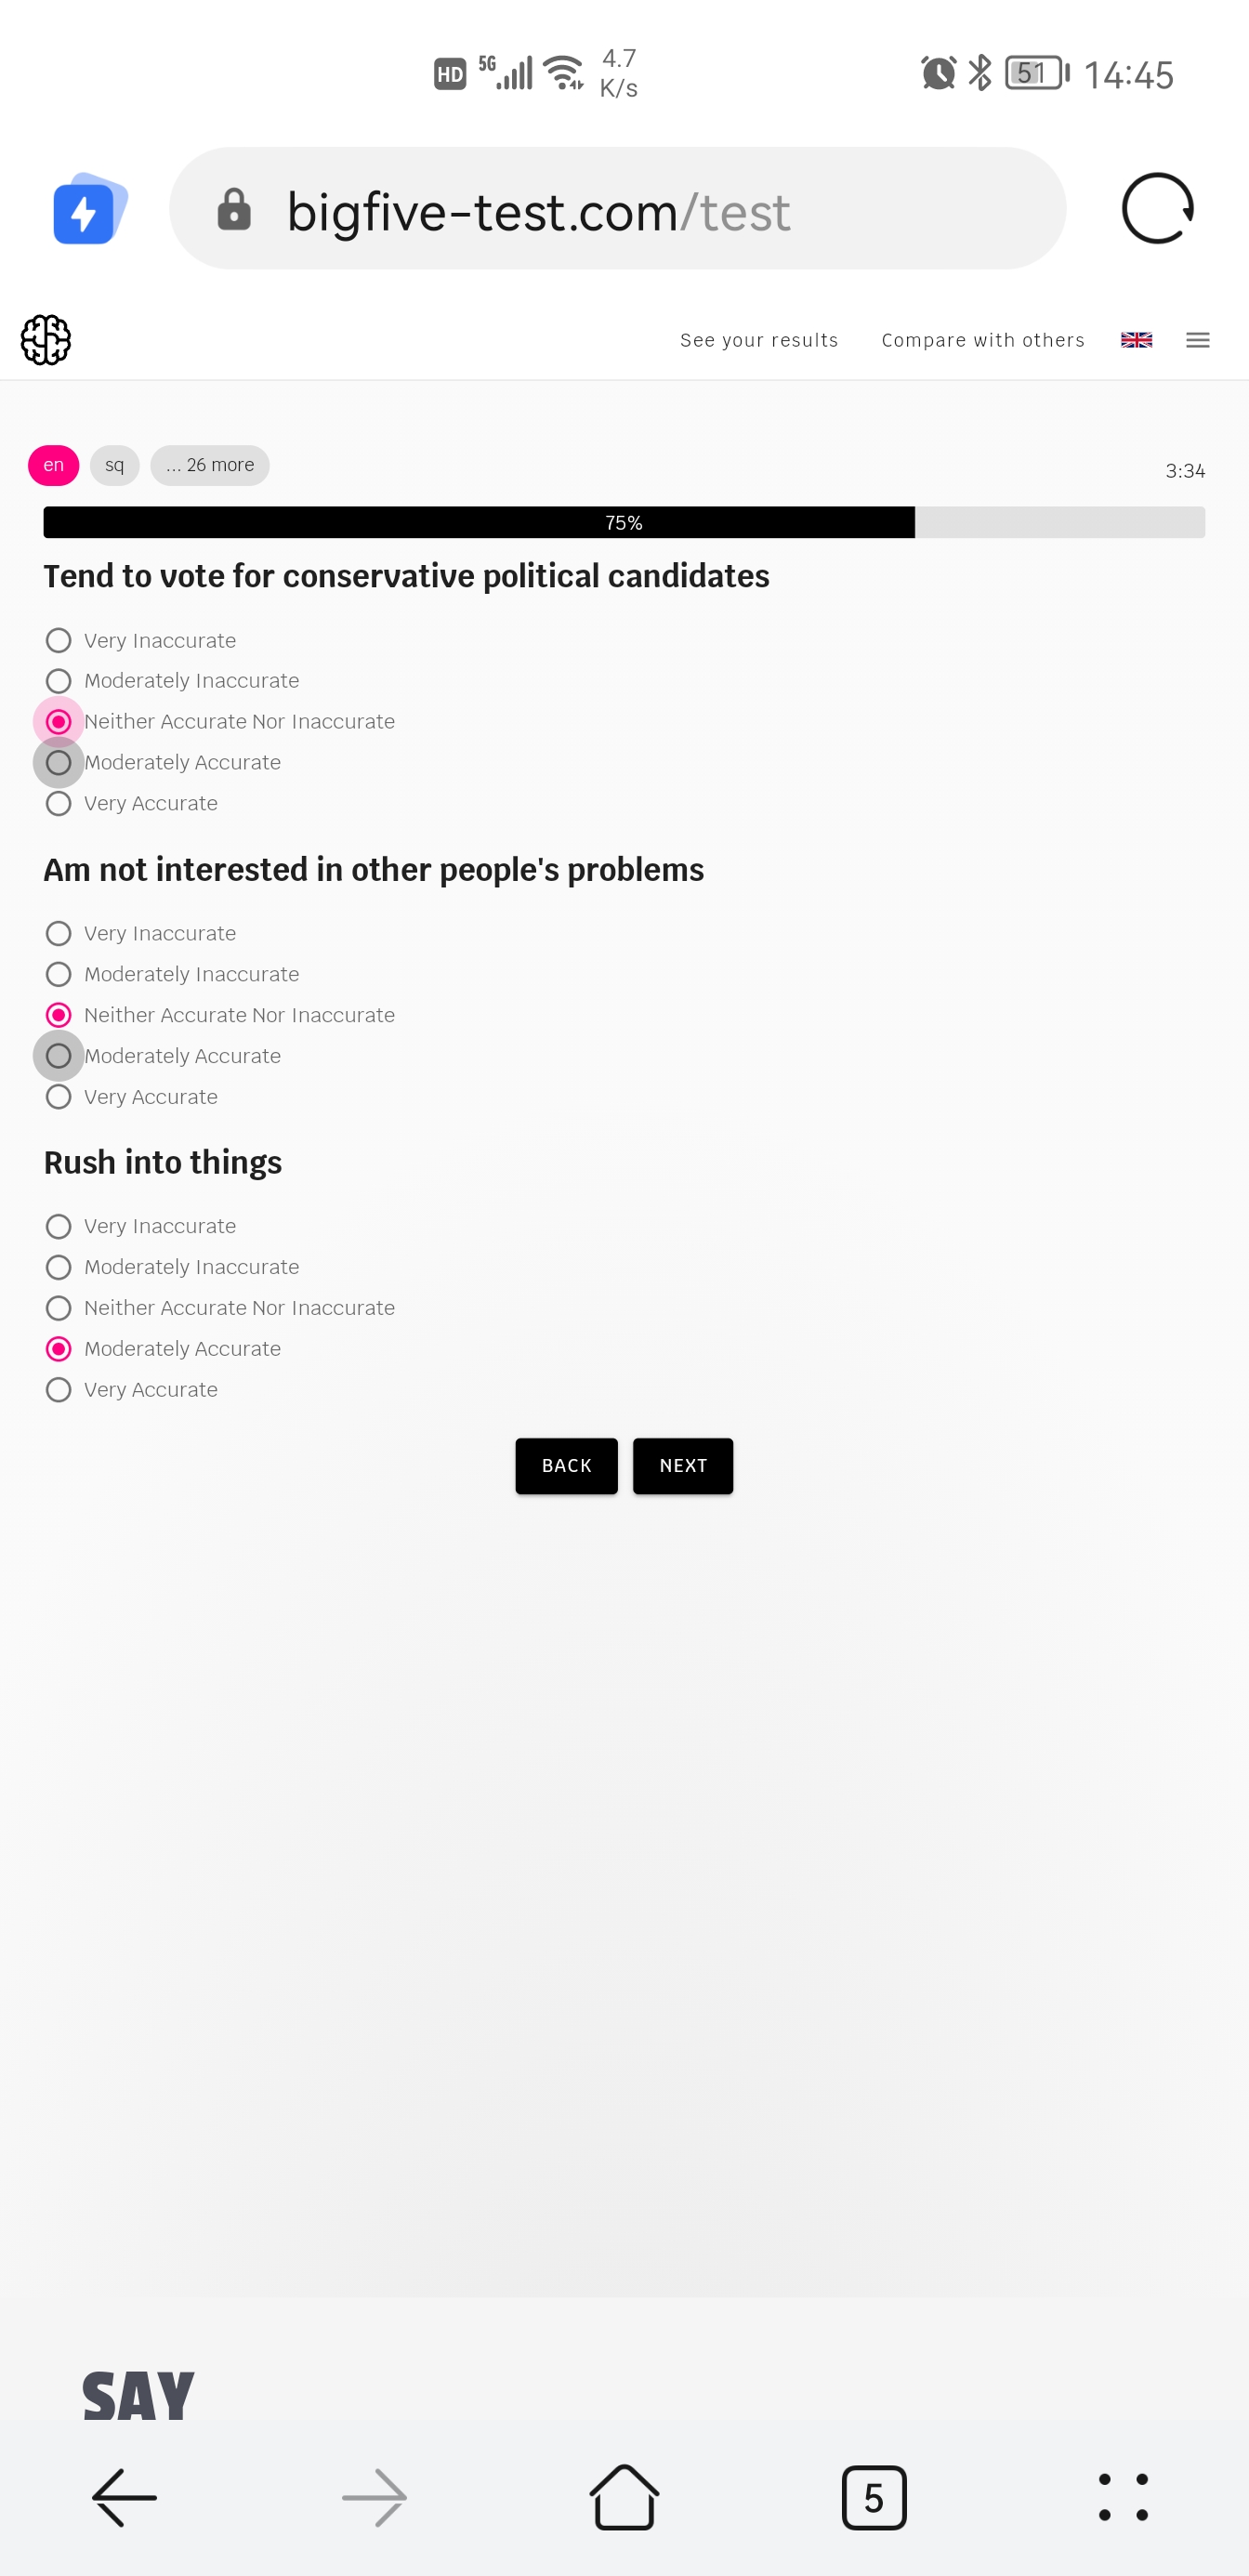 HD 5G 4.7 K/s 51 14:45
bigfive-test.com/test
See your results Compare with others
en sq ... 26 more 3:34
75%
Tend to vote for conservative political candidates
Very Inaccurate
Moderately Inaccurate
Neither Accurate Nor Inaccurate
Moderately Accurate
Very Accurate
Am not interested in other people's problems
Very Inaccurate
Moderately Inaccurate
Neither Accurate Nor Inaccurate
Moderately Accurate
Very Accurate
Rush into things
Very Inaccurate
Moderately Inaccurate
Neither Accurate Nor Inaccurate
Moderately Accurate
Very Accurate
BACK NEXT
SAY
5